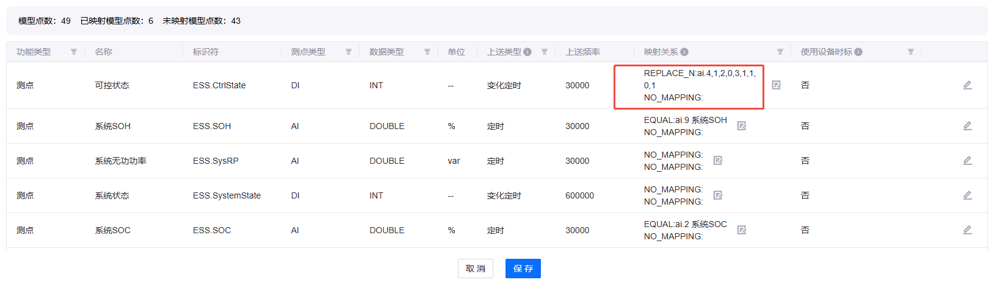 模型点数：49 已映射模型点数：6 未映射模型点数：43
功能类型 名称 标识符 测点类型 数据类型 单位 上送类型 上送频率 映射关系 使用设备时标
测点 可控状态 ESS.CtrlState DI INT -- 变化定时 30000 REPLACE_N:ai.4,1,2,0,3,1,1, 否
0,1
NO_MAPPING:
测点 系统SOH ESS.SOH AI DOUBLE % 定时 30000 EQUAL:ai.9 系统SOH 否
NO_MAPPING:
测点 系统无功功率 ESS.SysRP AI DOUBLE var 定时 30000 NO_MAPPING: 否
NO_MAPPING:
测点 系统状态 ESS.SystemState DI INT -- 变化定时 600000 NO_MAPPING: 否
NO_MAPPING:
测点 系统SOC ESS.SOC AI DOUBLE % 定时 30000 EQUAL:ai.2 系统SOC 否
NO_MAPPING:
取 消 保 存